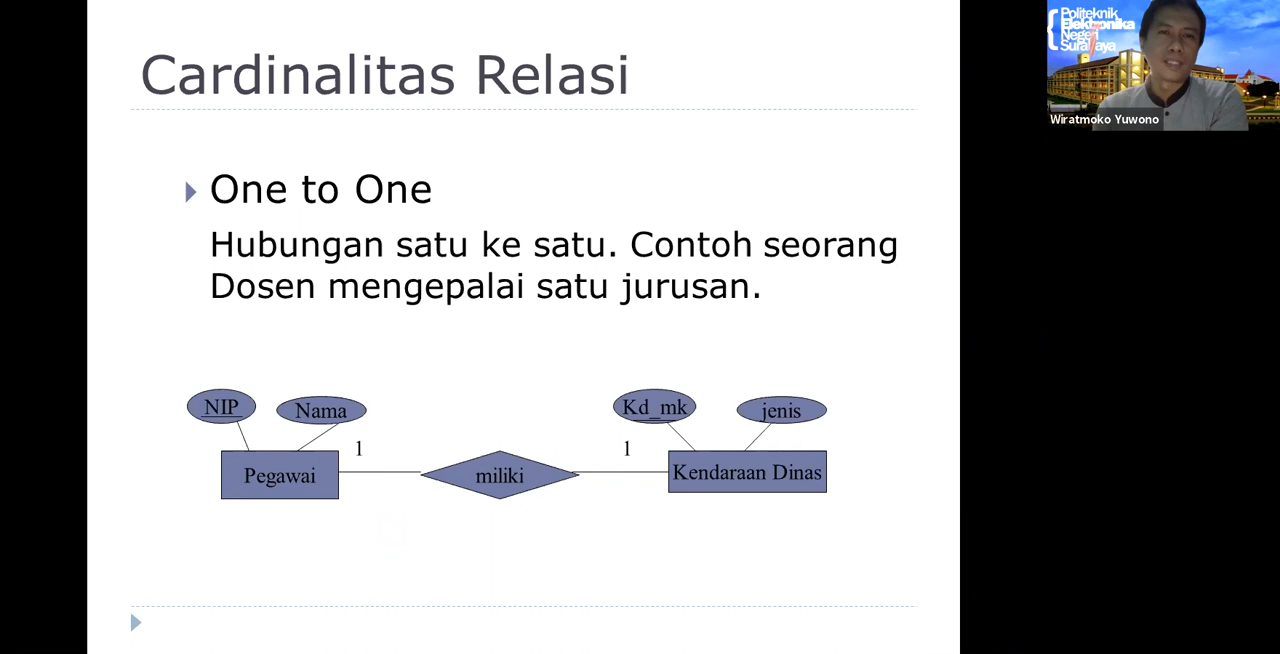 Cardinalitas Relasi
One to One
Hubungan satu ke satu. Contoh seorang
Dosen mengepalai satu jurusan.
NIP
Nama
Kd_mk
jenis
1
1
Pegawai
miliki
Kendaraan Dinas
Politeknik
Elektronika
Negeri
Surabaya
Wiratmoko Yuwono